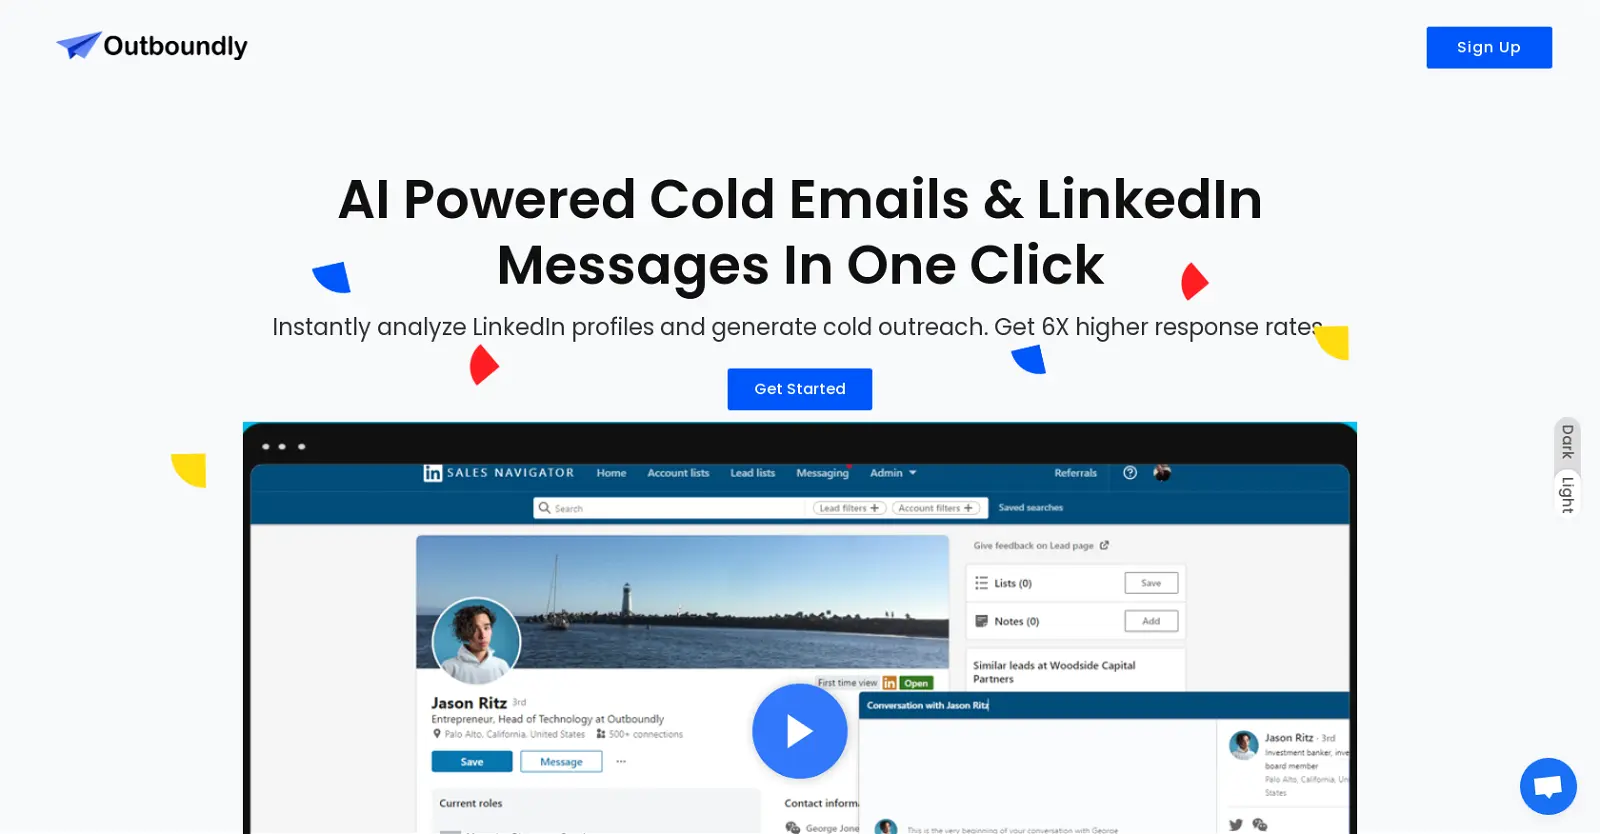 Outboundly
Sign Up
AI Powered Cold Emails & LinkedIn
Messages In One Click
Instantly analyze LinkedIn profiles and generate cold outreach. Get 6X higher response rates
Get Started
Dark
Light
in SALES NAVIGATOR Home Account lists Lead lists Messaging Admin Referrals
Search Lead filters + Account filters + Saved searches
Give feedback on Lead page
Lists (0) Save
Notes (0) Add
Similar leads at Woodside Capital
Partners
First time view in Open
Jason Ritz 3rd
Entrepreneur, Head of Technology at Outboundly
Palo Alto, California, United States 500+ connections
Save Message ...
Current roles
Contact inform
George Jone
Conversation with Jason Ritz
Jason Ritz · 3rd
Investment banker, inve
board member
Palo Alto, California, Un
States
This is the very beginning of your conversation with George